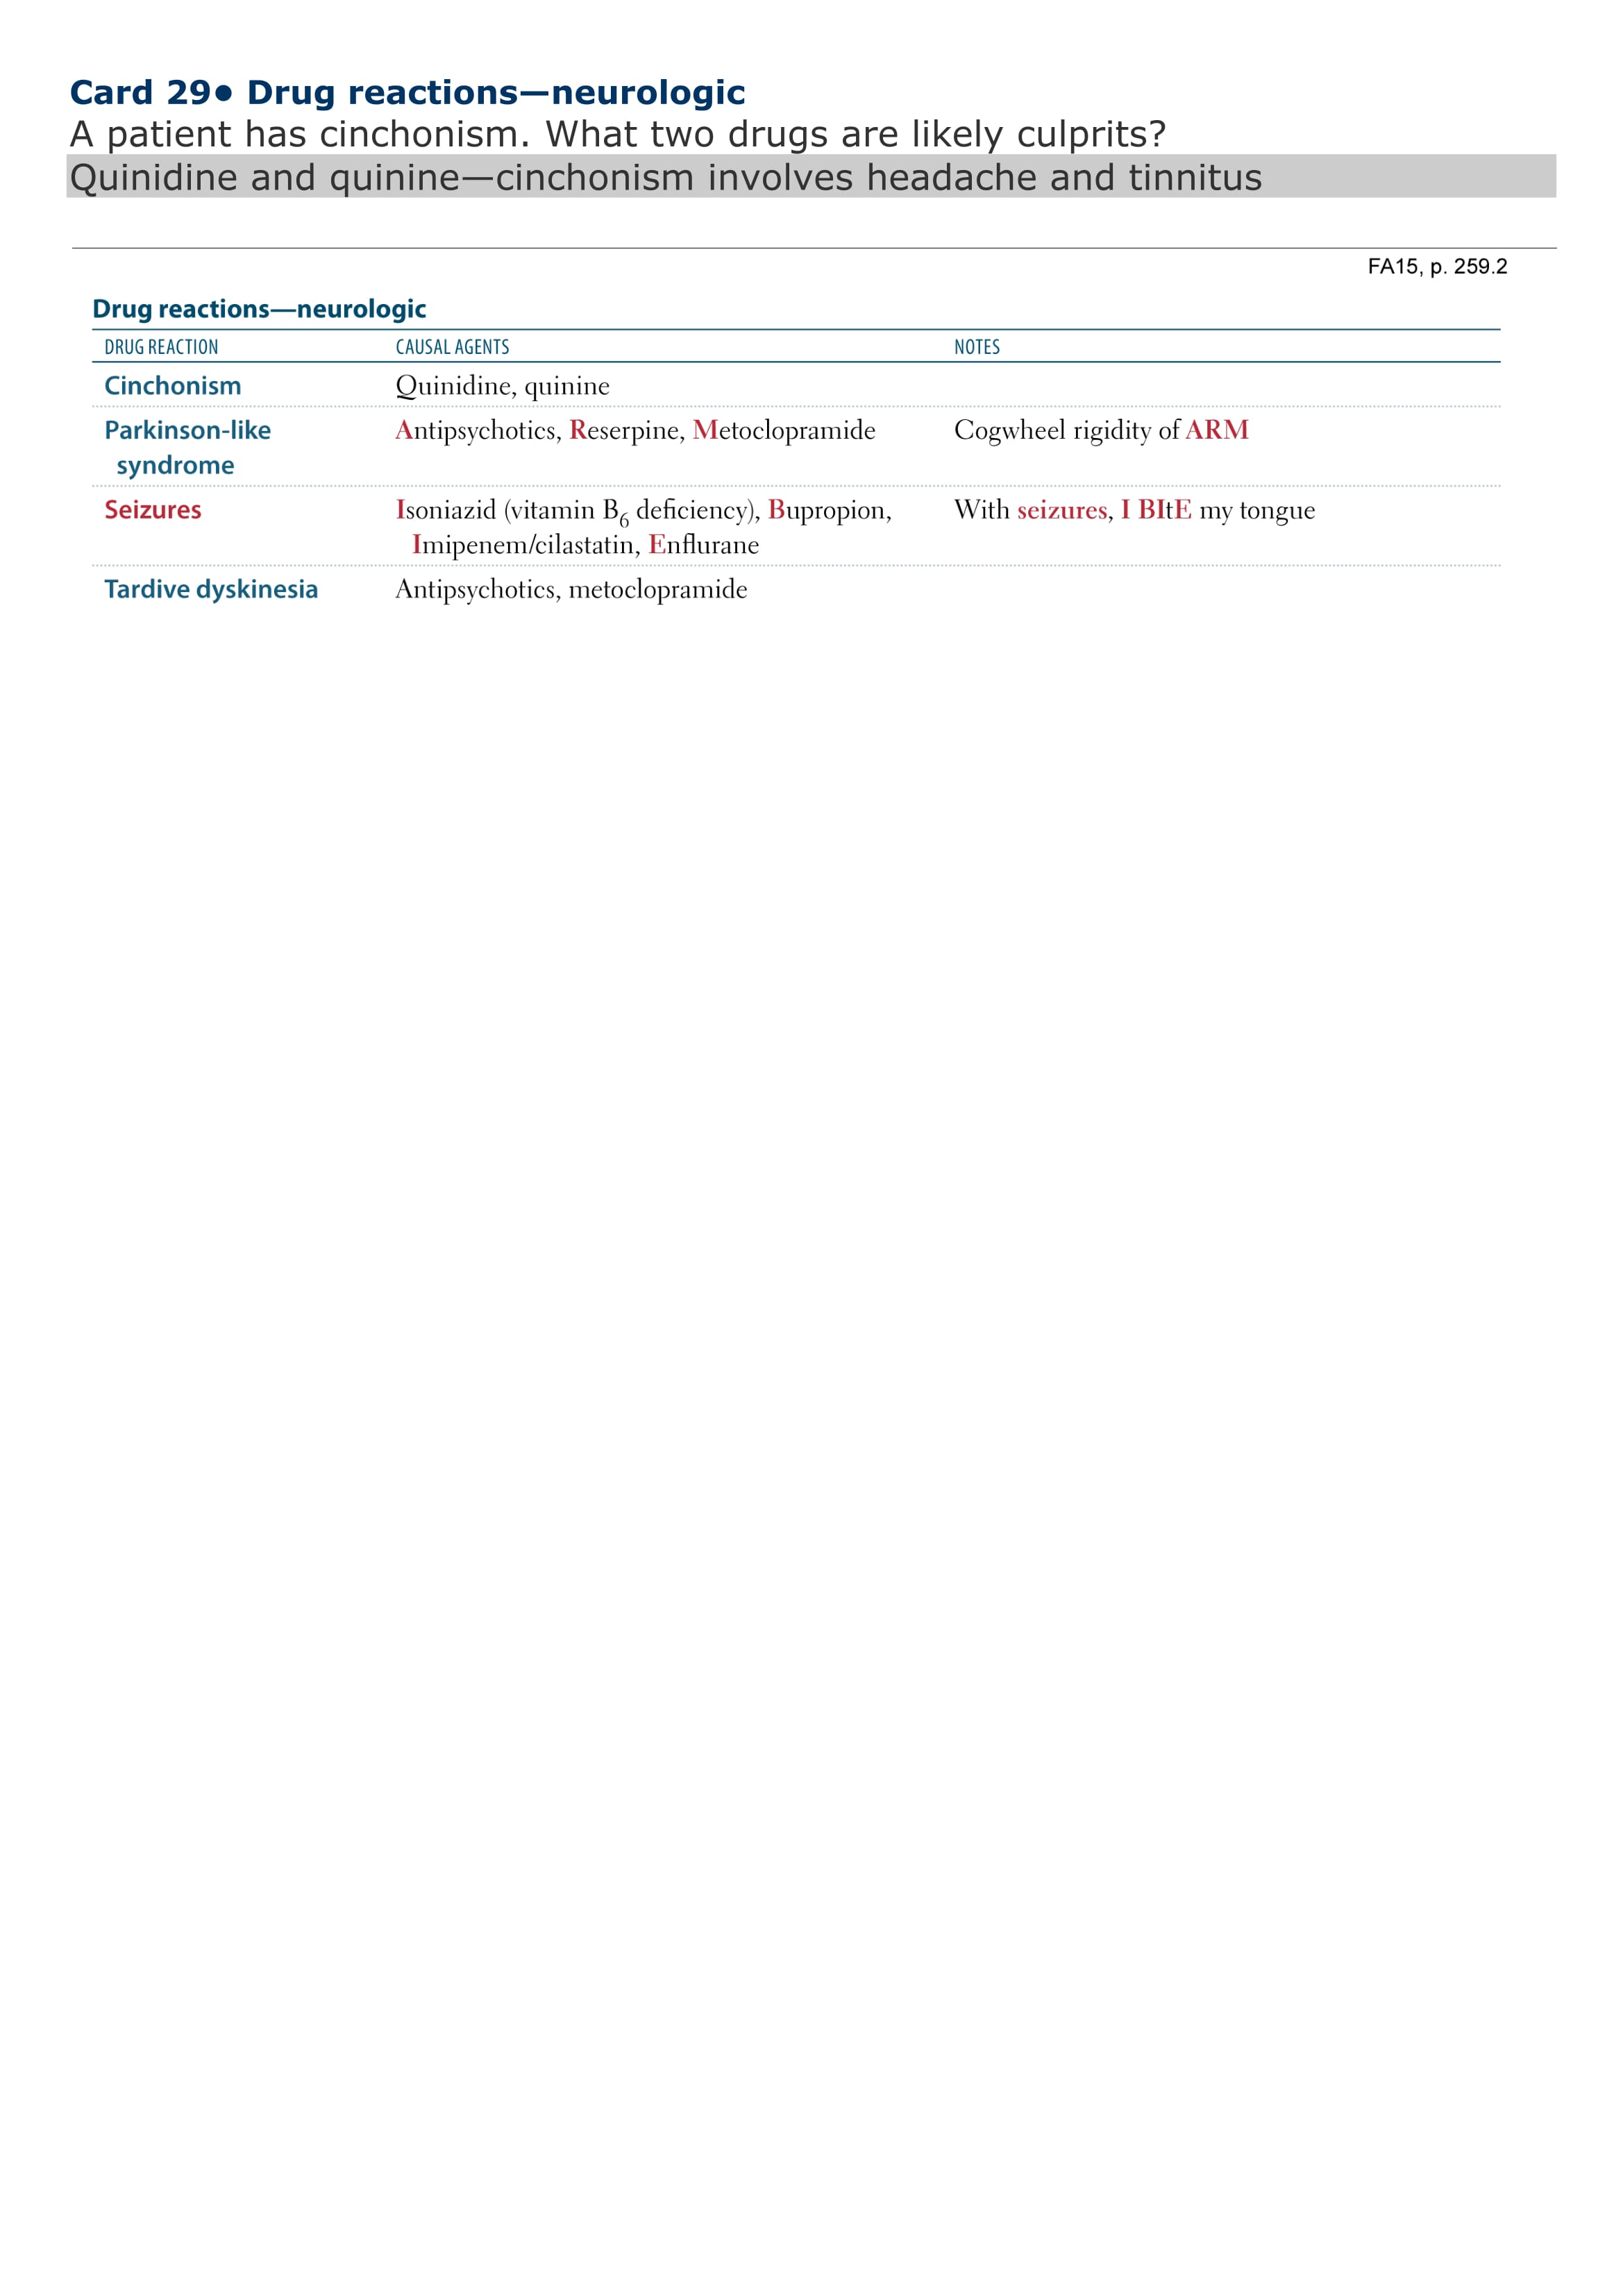 Card 29● Drug reactions—neurologic
A patient has cinchonism. What two drugs are likely culprits?
Quinidine and quinine—cinchonism involves headache and tinnitus
FA15, p. 259.2
Drug reactions—neurologic
DRUG REACTION CAUSAL AGENTS NOTES
Cinchonism Quinidine, quinine
Parkinson-like Antipsychotics, Reserpine, Metoclopramide Cogwheel rigidity of ARM
syndrome
Seizures Isoniazid (vitamin B6 deficiency), Bupropion, With seizures, I BItE my tongue
Imipenem/cilastatin, Enflurane
Tardive dyskinesia Antipsychotics, metoclopramide